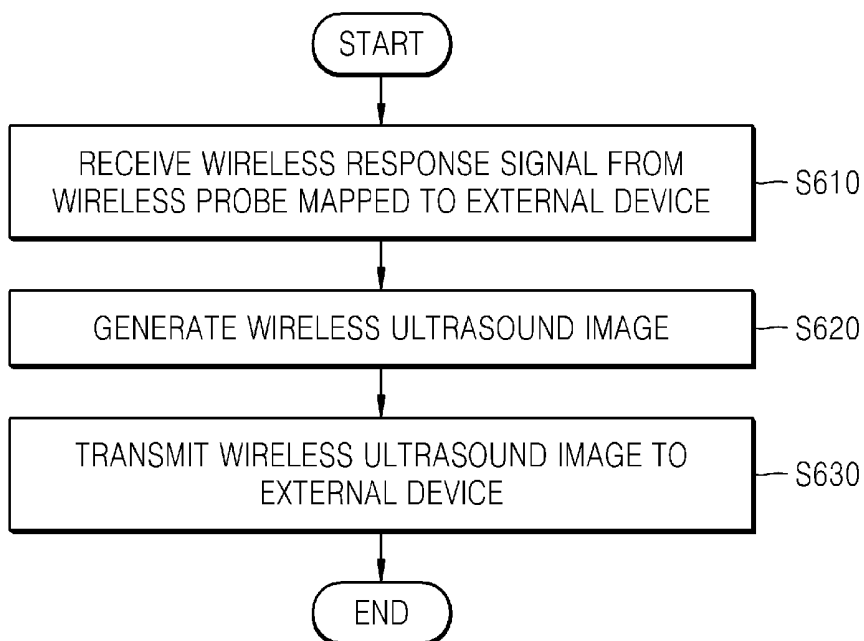 START
RECEIVE WIRELESS RESPONSE SIGNAL FROM
WIRELESS PROBE MAPPED TO EXTERNAL DEVICE
S610
GENERATE WIRELESS ULTRASOUND IMAGE
S620
TRANSMIT WIRELESS ULTRASOUND IMAGE TO
EXTERNAL DEVICE
S630
END